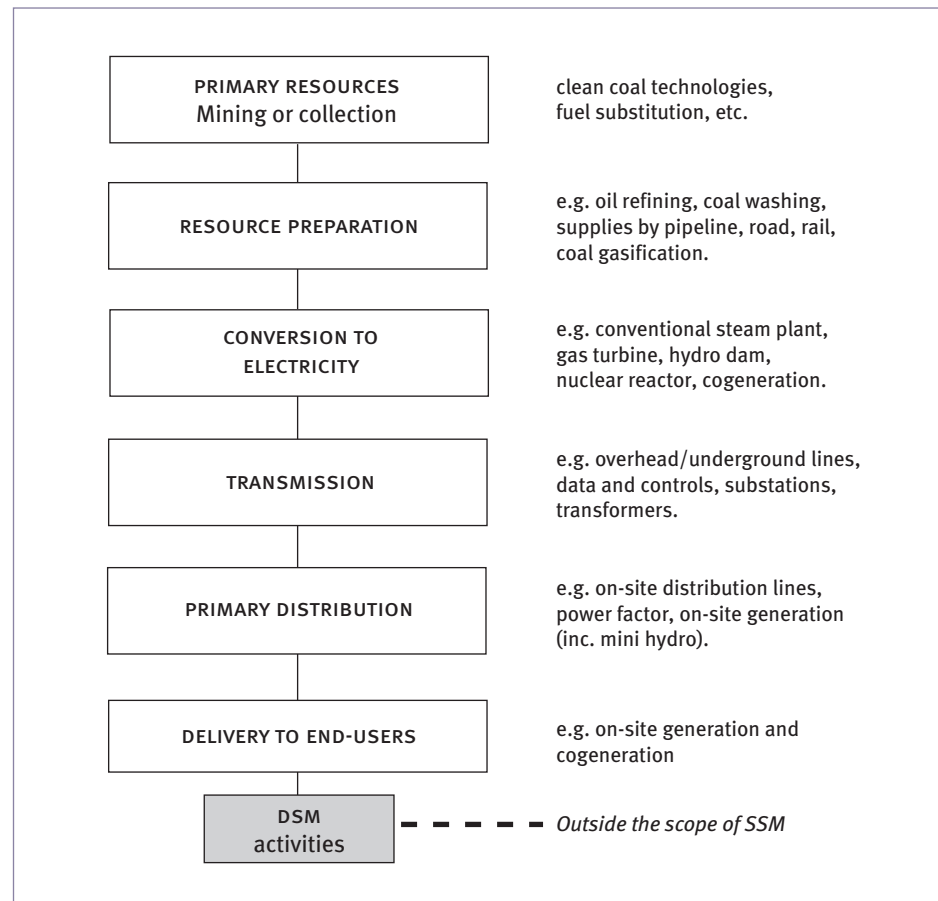 PRIMARY RESOURCES
Mining or collection
clean coal technologies,
fuel substitution, etc.
RESOURCE PREPARATION
e.g. oil refining, coal washing,
supplies by pipeline, road, rail,
coal gasification.
CONVERSION TO
ELECTRICITY
e.g. conventional steam plant,
gas turbine, hydro dam,
nuclear reactor, cogeneration.
TRANSMISSION
e.g. overhead/underground lines,
data and controls, substations,
transformers.
PRIMARY DISTRIBUTION
e.g. on-site distribution lines,
power factor, on-site generation
(inc. mini hydro).
DELIVERY TO END-USERS
e.g. on-site generation and
cogeneration
DSM
activities
Outside the scope of SSM